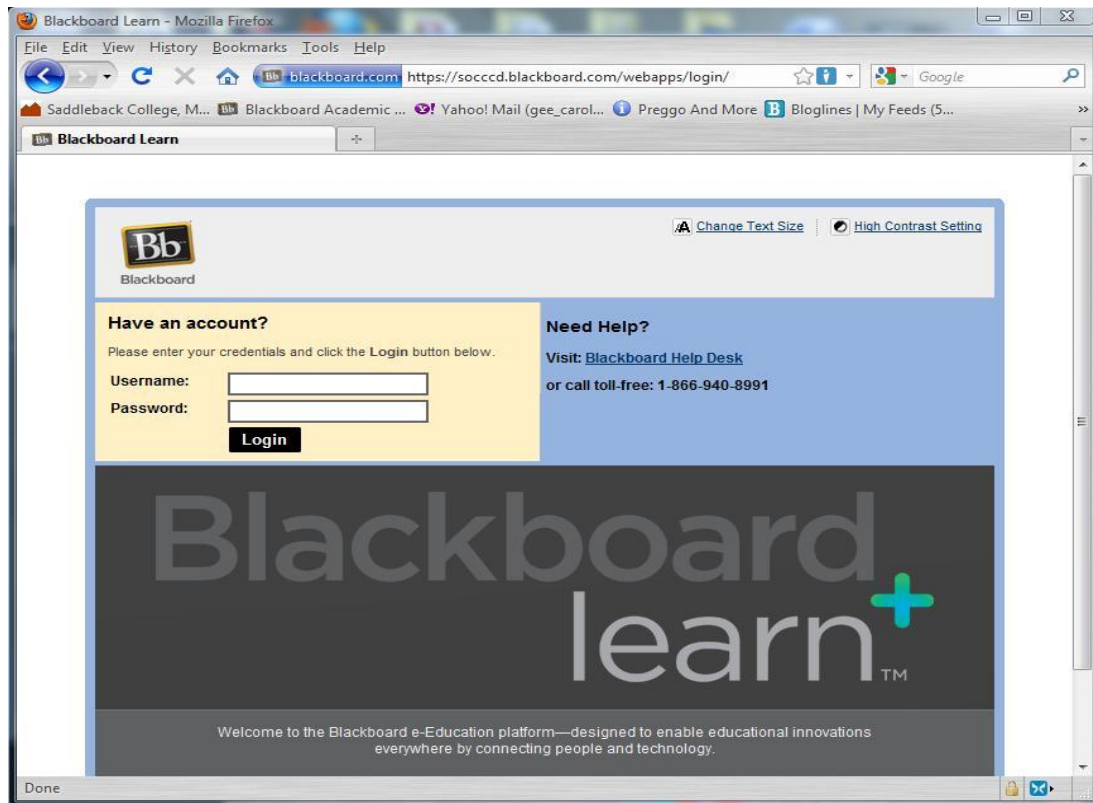 Blackboard Learn - Mozilla Firefox
File Edit View History Bookmarks Tools Help
blackboard.com https://socccd.blackboard.com/webapps/login/ Google
Saddleback College, M... Blackboard Academic ... Yahoo! Mail (gee_carol... Preggo And More Bloglines | My Feeds (5... »
Blackboard Learn
Bb
Blackboard
Change Text Size High Contrast Setting
Have an account?
Please enter your credentials and click the Login button below.
Username:
Password:
Login
Need Help?
Visit: Blackboard Help Desk
or call toll-free: 1-866-940-8991
Blackboard
learn+™
Welcome to the Blackboard e-Education platform—designed to enable educational innovations
everywhere by connecting people and technology.
Done